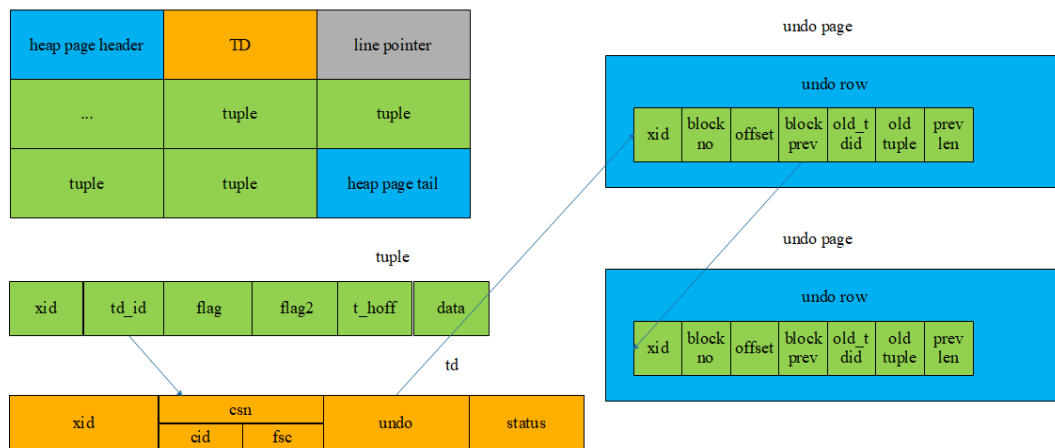 heap page header
TD
line pointer
...
tuple
tuple
tuple
tuple
heap page tail
tuple
xid
td_id
flag
flag2
t_hoff
data
td
xid
csn
cid
fsc
undo
status
undo page
undo row
xid
block
no
offset
block
prev
old_t
did
old
tuple
prev
len
undo page
undo row
xid
block
no
offset
block
prev
old_t
did
old
tuple
prev
len